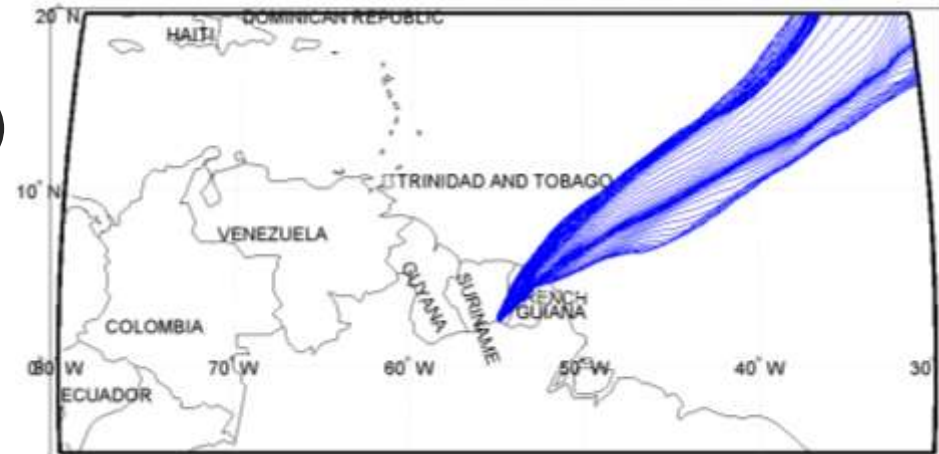 20° N
DOMINICAN REPUBLIC
HAITI
10° N
TRINIDAD AND TOBAGO
VENEZUELA
GUYANA
SURINAME
RENCH
GUIANA
COLOMBIA
70° W
60° W
50° W
40° W
30°
ECUADOR